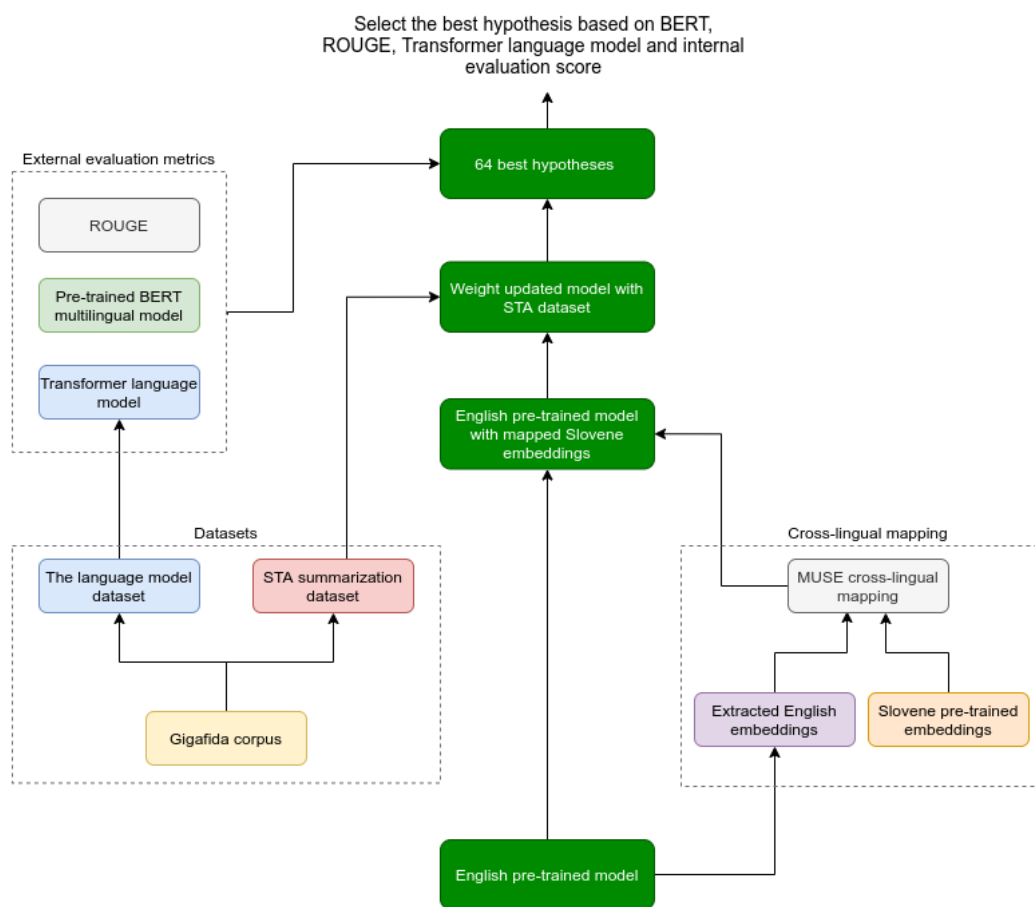 Select the best hypothesis based on BERT,
ROUGE, Transformer language model and internal
evaluation score
64 best hypotheses
External evaluation metrics
ROUGE
Pre-trained BERT
multilingual model
Transformer language
model
Weight updated model with
STA dataset
English pre-trained model
with mapped Slovene
embeddings
Datasets
The language model
dataset
STA summarization
dataset
Gigafida corpus
Cross-lingual mapping
MUSE cross-lingual
mapping
Extracted English
embeddings
Slovene pre-trained
embeddings
English pre-trained model